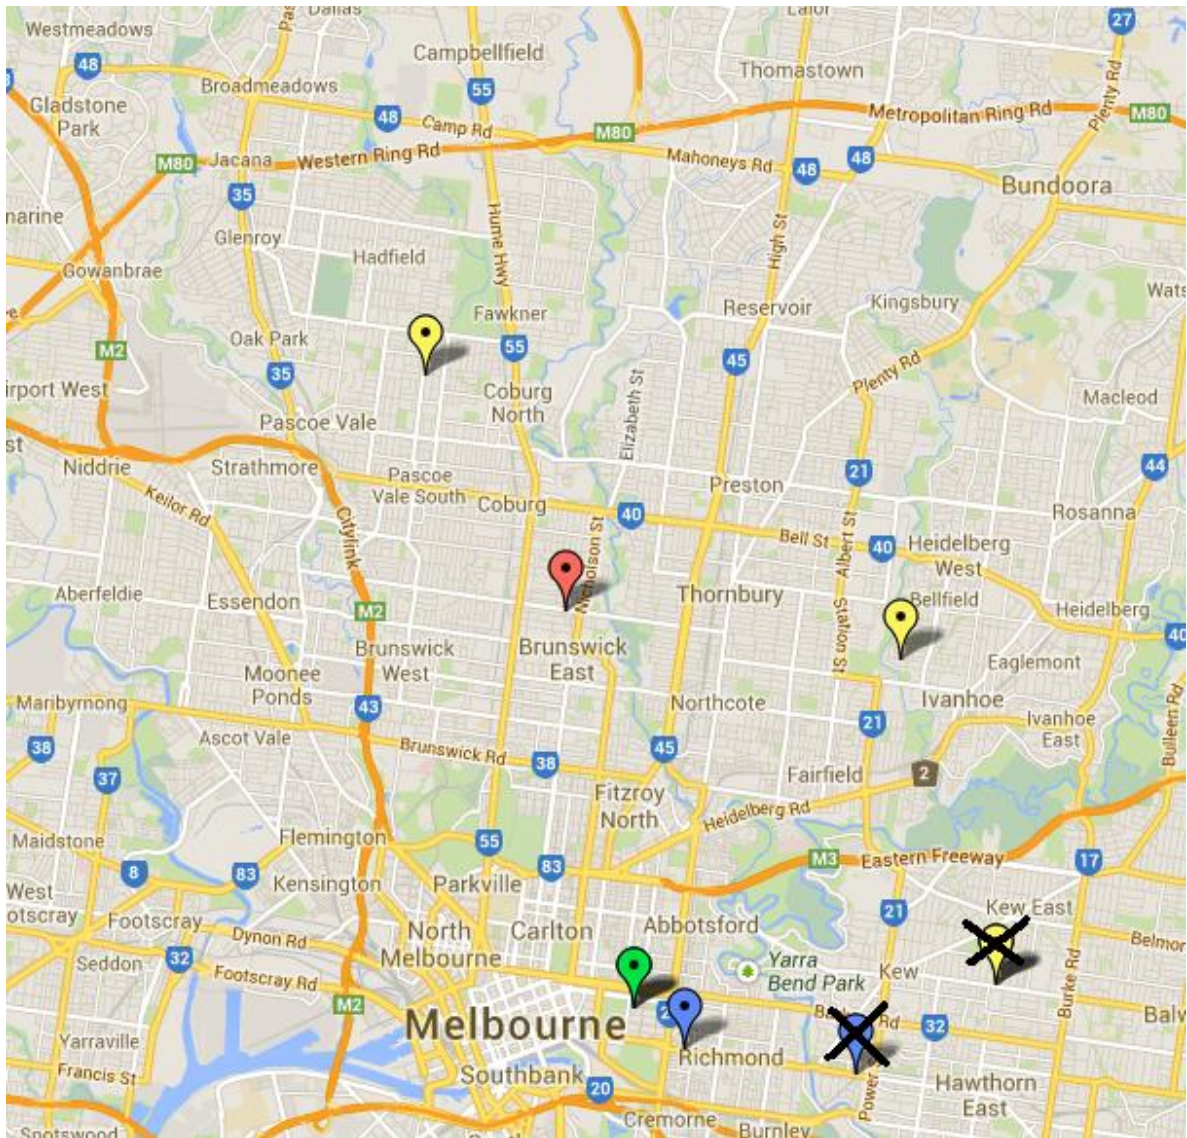 Dallas
Lalor
27
Westmeadows
Campbellfield
48
Thomastown
Broadmeadows
55
Plenty Rd
Gladstone
Park
48
Camp Rd
M80
Metropolitan Ring Rd
M80
M80
Jacana
Western Ring Rd
Mahoneys Rd
48
48
Bundoora
35
Hume Hwy
High St
Glenroy
Hadfield
Gowanbrae
Reservoir
Kingsbury
Fawkner
Oak Park
55
M2
45
35
Plenty Rd
Coburg
North
Elizabeth St
Macleod
Pascoe Vale
Niddrie
Strathmore
Pascoe
Vale South
21
44
Preston
Keilor Rd
Coburg
40
Rosanna
Citylink
Nicholson St
Bell St
Albert St
40
Heidelberg
West
Aberfeldie
Essendon
M2
Thornbury
Bellfield
Heidelberg
Station St
40
Brunswick
West
Brunswick
East
Eaglemont
Moonee
Ponds
Maribyrnong
43
Northcote
Ivanhoe
Ivanhoe
East
Bulleen Rd
38
Ascot Vale
Brunswick Rd
38
45
21
37
Fairfield
2
Fitzroy
North
Heidelberg Rd
Maidstone
Flemington
55
8
83
83
M3
Eastern Freeway
17
West
Kensington
Parkville
Footscray
North
Melbourne
Carlton
Abbotsford
21
Kew East
Dynon Rd
32
Seddon
Footscray Rd
Yarra
Bend Park
Kew
Burke Rd
M2
Melbourne
32
Yarraville
Richmond
Francis St
Southbank
20
Power
Hawthorn
East
Cremorne
Burnley
Spotswood